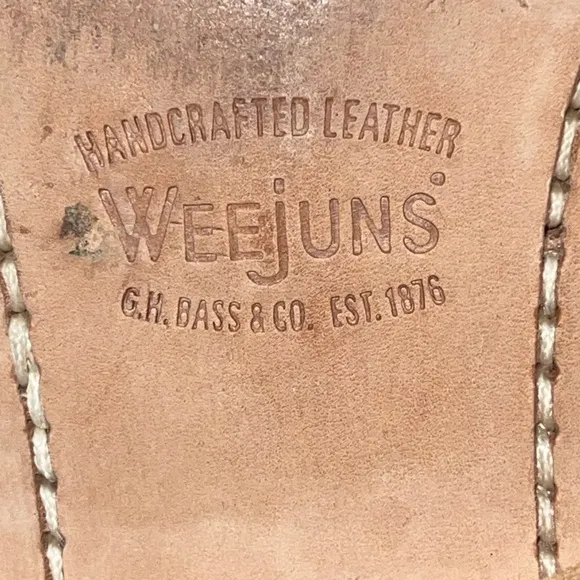 HANDCRAFTED LEATHER
WEEJUNS
G.H. BASS & CO. EST. 1876